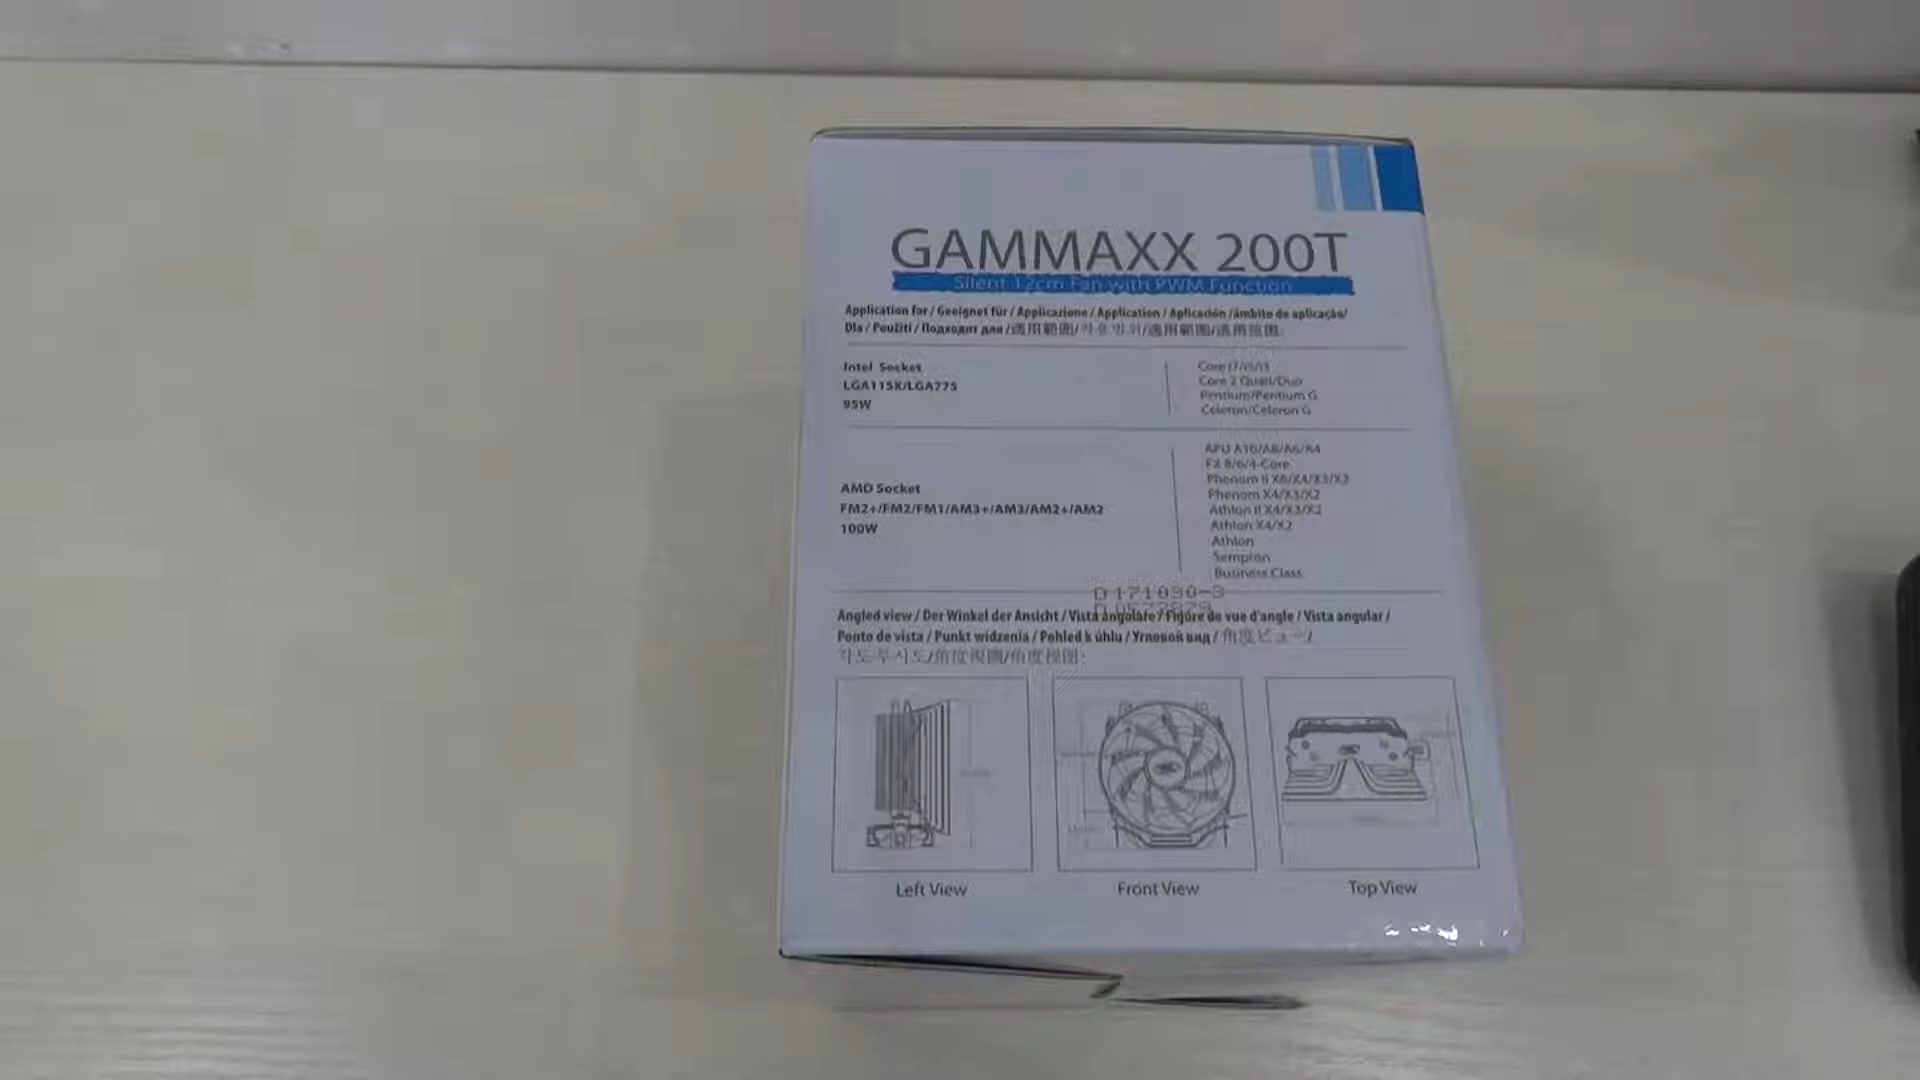 GAMMAXX 200T
Silent 12cm Fan with PWM Function
Application for / Geeignet für / Applicazione / Application / Aplicación /ámbito de aplicação/
Dla / Použití / Подходит для /適用範囲/적용범위/適用範圍/适用范围:
Intel Socket
LGA115X/LGA775
95W
Core i7/i5/i3
Core 2 Quad/Duo
Pentium/Pentium G
Celeron/Celeron G
AMD Socket
FM2+/FM2/FM1/AM3+/AM3/AM2+/AM2
100W
APU A10/A8/A6/A4
FX 8/6/4-Core
Phenom II X6/X4/X3/X2
Phenom X4/X3/X2
Athlon II X4/X3/X2
Athlon X4/X2
Athlon
Sempron
Business Class
D171030-3
Angled view / Der Winkel der Ansicht / Vista angolare / Figure de vue d'angle / Vista angular /
Ponto de vista / Punkt widzenia / Pohled k úhlu / Угловой вид / 角度ビュー/
각도 투시도/角度視圖/角度视图:
Left View
Front View
Top View